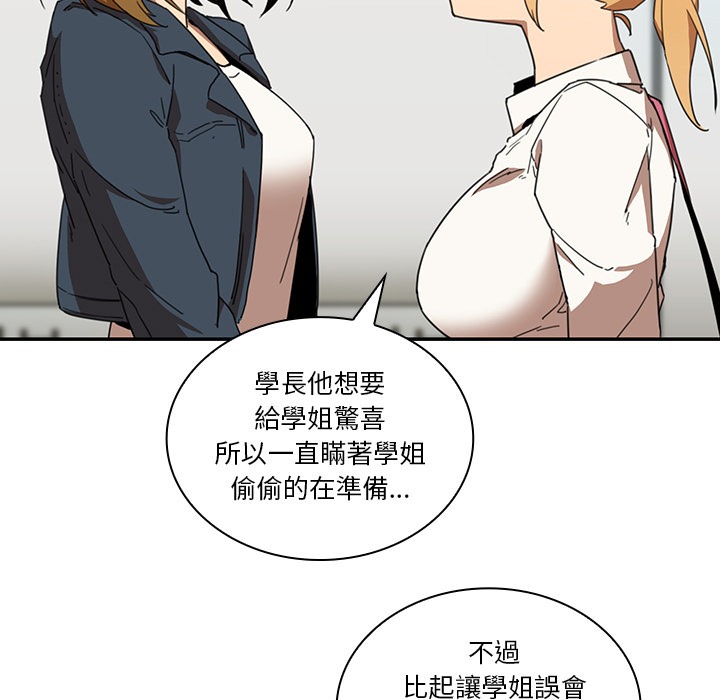 學長他想要
給學姐驚喜
所以一直瞞著學姐
偷偷的在準備...
不過
比起讓學姐誤會